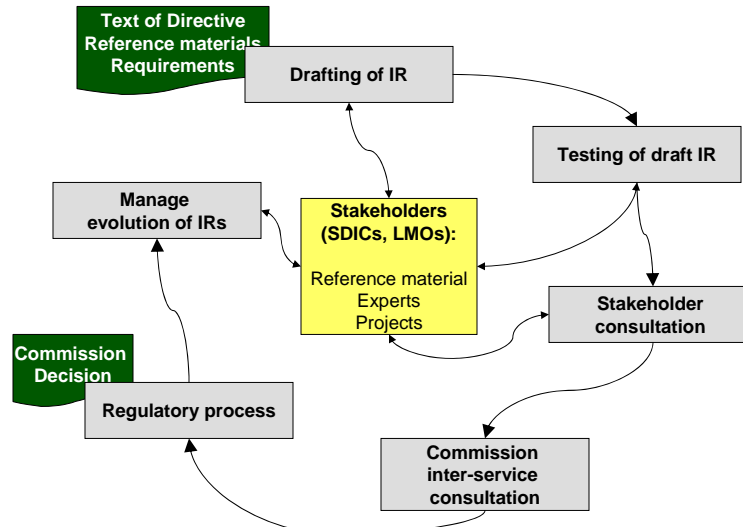 Text of Directive
Reference materials
Requirements
Drafting of IR
Testing of draft IR
Manage
evolution of IRs
Stakeholders
(SDICs, LMOs):
Reference material
Experts
Projects
Stakeholder
consultation
Commission
Decision
Regulatory process
Commission
inter-service
consultation